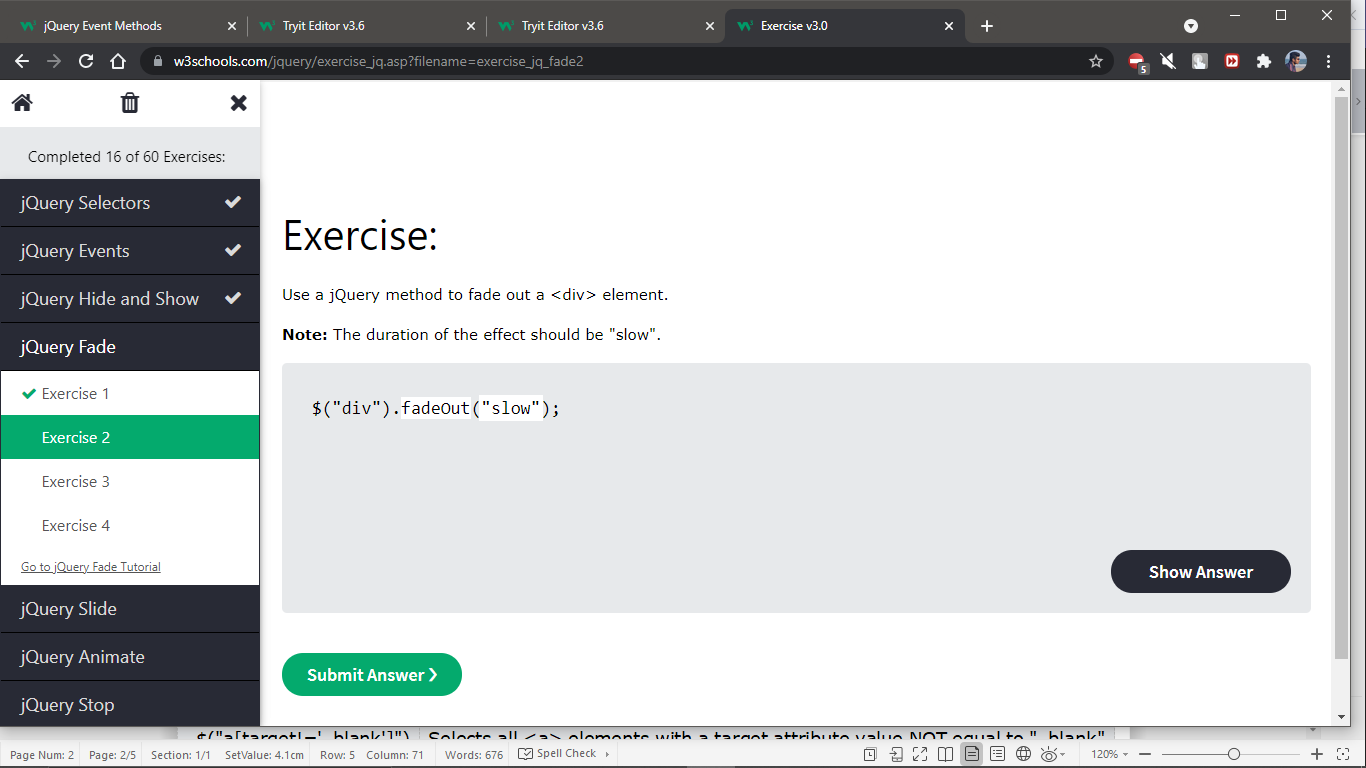 jQuery Event Methods
Tryit Editor v3.6
Tryit Editor v3.6
Exercise v3.0
w3schools.com/jquery/exercise_jq.asp?filename=exercise_jq_fade2
5
Completed 16 of 60 Exercises:
jQuery Selectors
jQuery Events
jQuery Hide and Show
jQuery Fade
Exercise 1
Exercise 2
Exercise 3
Exercise 4
Go to jQuery Fade Tutorial
jQuery Slide
jQuery Animate
jQuery Stop
Exercise:
Use a jQuery method to fade out a <div> element.
Note: The duration of the effect should be "slow".
$("div").fadeOut("slow");
Show Answer
Submit Answer ❯
$("a[target!='_blank']") Selects all <a> elements with a target attribute value NOT equal to "_blank"
Page Num: 2 Page: 2/5 Section: 1/1 SetValue: 4.1cm Row: 5 Column: 71 Words: 676 Spell Check 120%